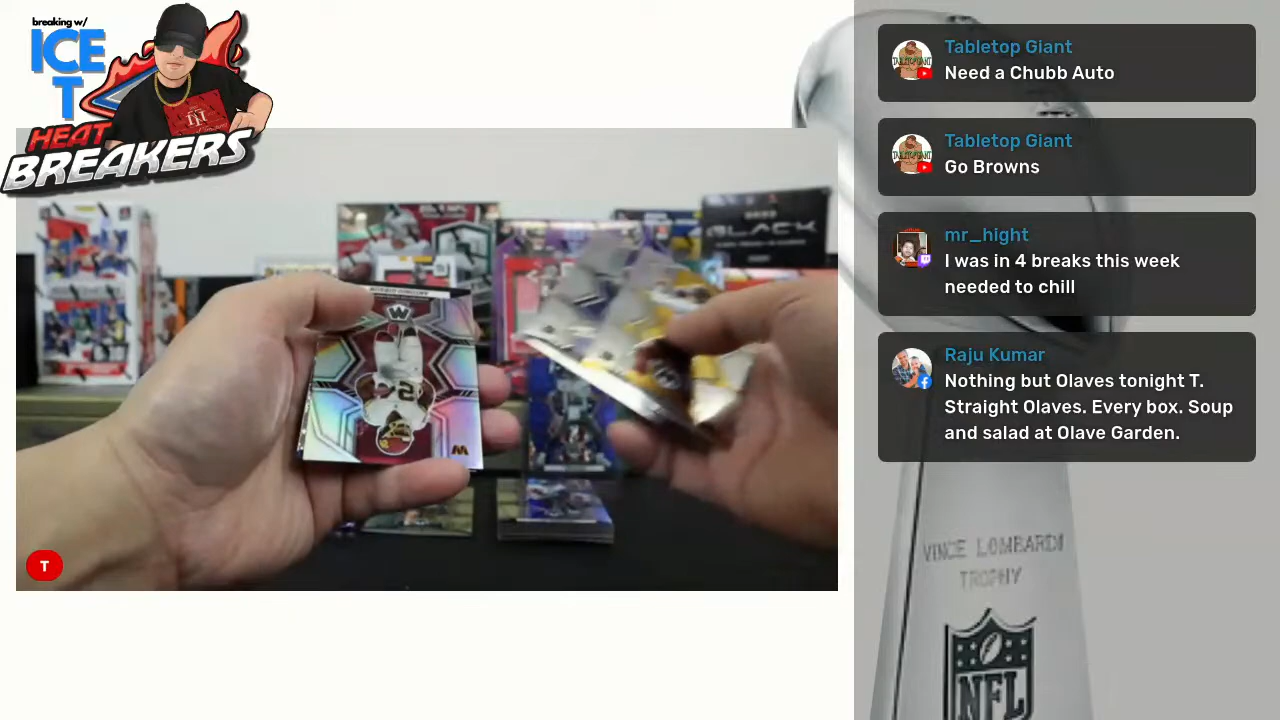 breaking w/
ICE
T
HEAT
BREAKERS
BLACK
W
T
Tabletop Giant
Need a Chubb Auto
Tabletop Giant
Go Browns
mr_hight
I was in 4 breaks this week
needed to chill
Raju Kumar
Nothing but Olaves tonight T.
Straight Olaves. Every box. Soup
and salad at Olave Garden.
VINCE LOMBARDI
TROPHY
NFL